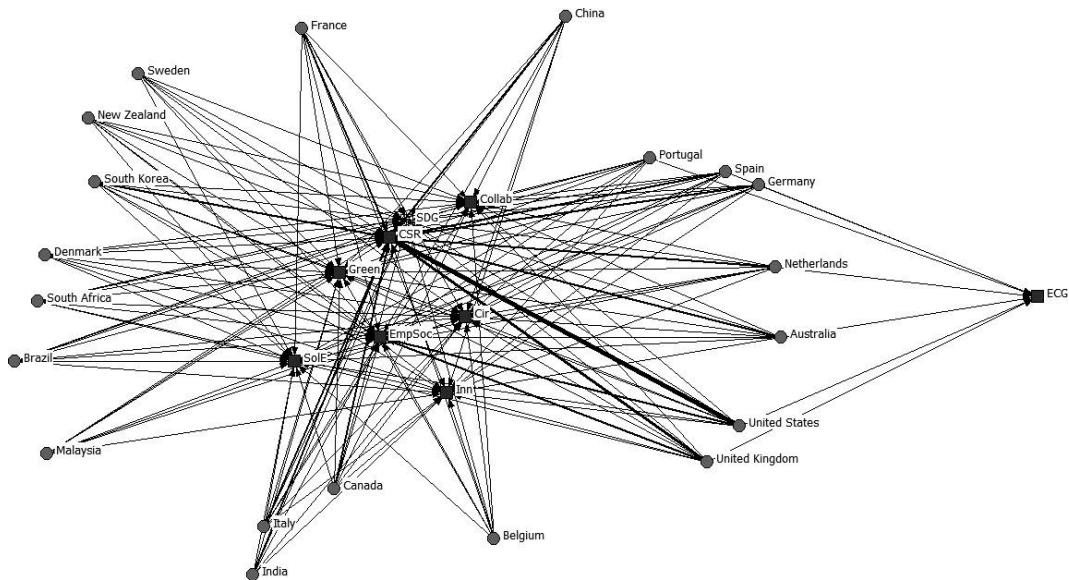 China
France
Sweden
New Zealand
Portugal
Spain
South Korea
Germany
Collab
SDG
CSR
Denmark
Netherlands
Green
ECG
South Africa
Cir
EmpSoc
Australia
Brazil
SolE
Inn
United States
Malaysia
United Kingdom
Canada
Italy
Belgium
India